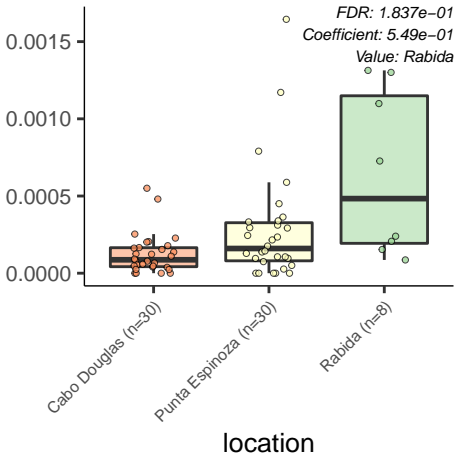 FDR: 1.837e−01
Coefficient: 5.49e−01
Value: Rabida
0.0015
0.0010
0.0005
0.0000
Cabo Douglas (n=30)
Punta Espinoza (n=30)
Rabida (n=8)
location